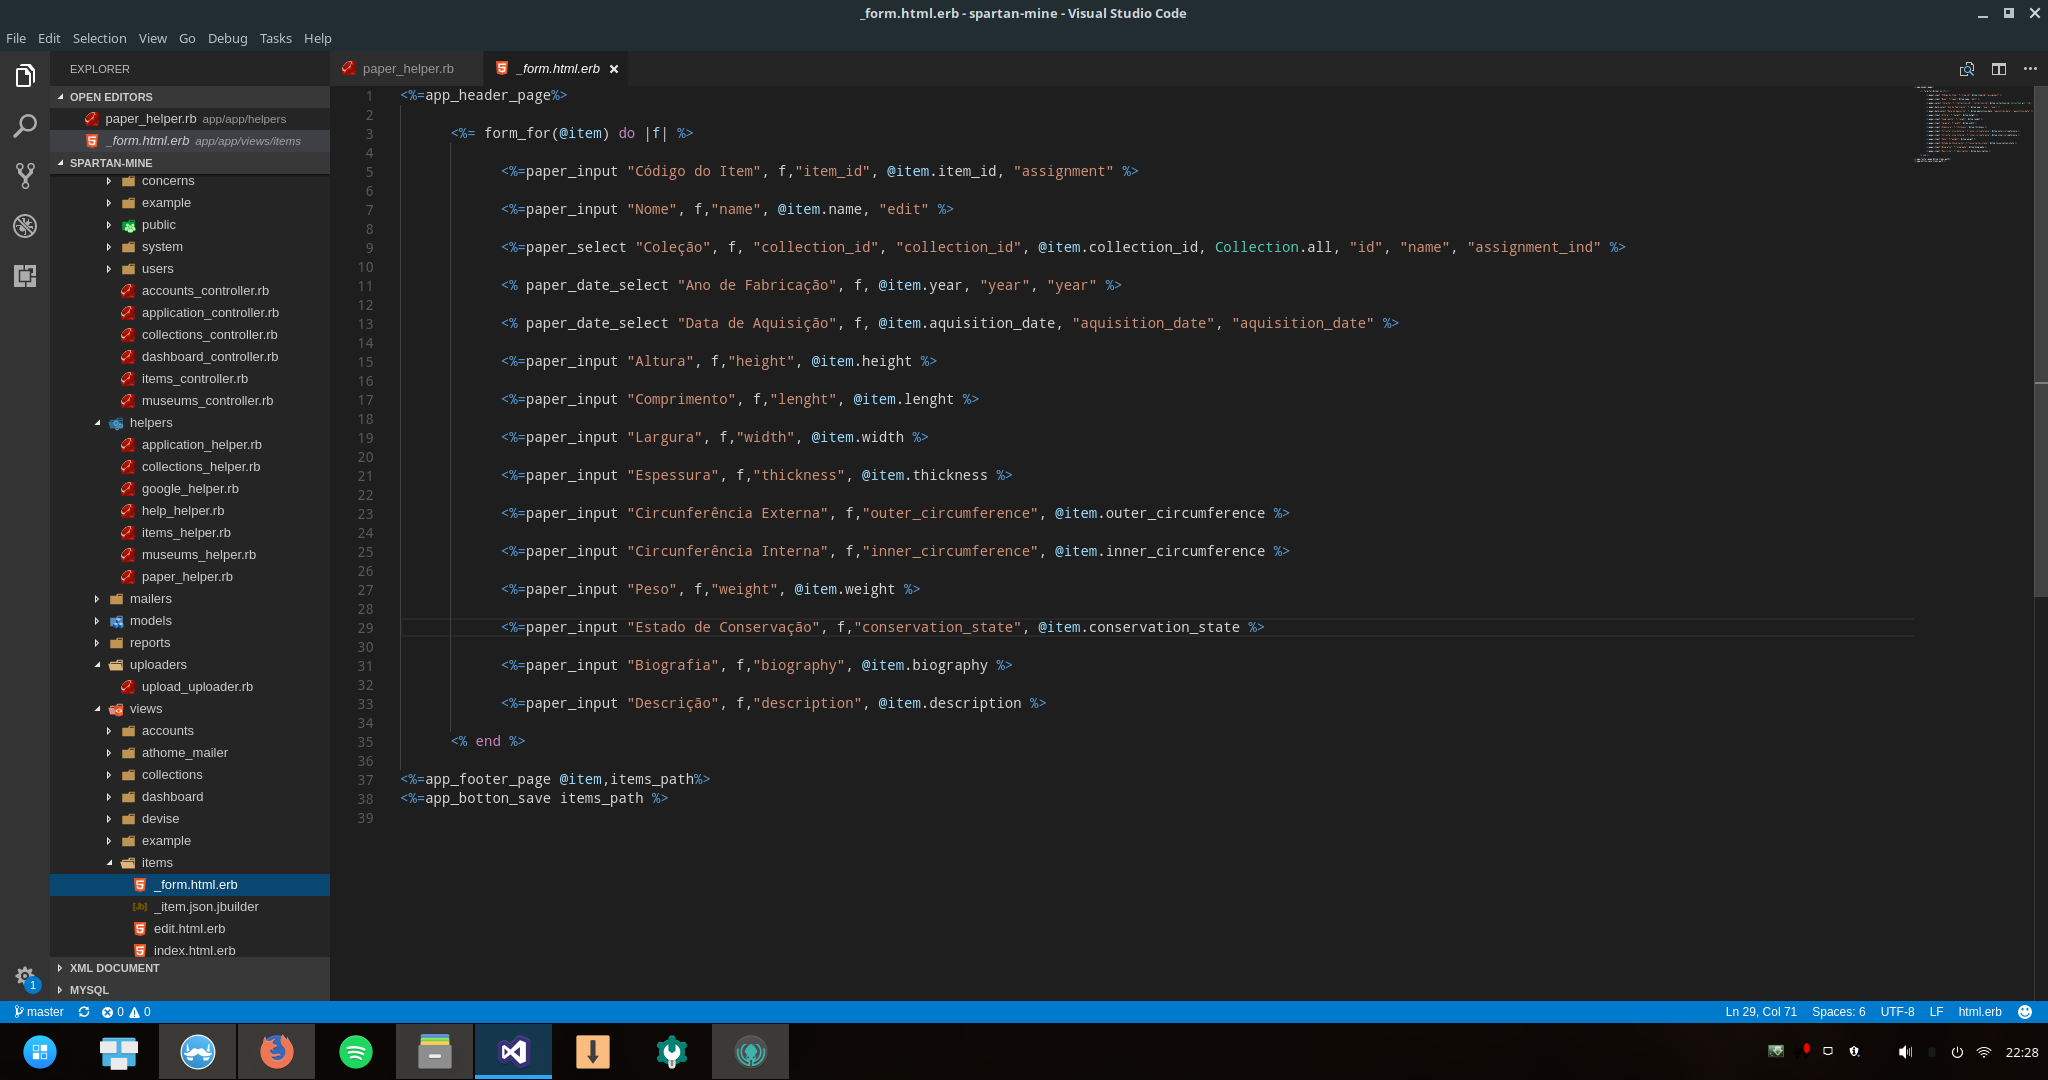 _form.html.erb - spartan-mine - Visual Studio Code
File Edit Selection View Go Debug Tasks Help
EXPLORER
OPEN EDITORS
paper_helper.rb app/app/helpers
_form.html.erb app/app/views/items
SPARTAN-MINE
concerns
example
public
system
users
accounts_controller.rb
application_controller.rb
collections_controller.rb
dashboard_controller.rb
items_controller.rb
museums_controller.rb
helpers
application_helper.rb
collections_helper.rb
google_helper.rb
help_helper.rb
items_helper.rb
museums_helper.rb
paper_helper.rb
mailers
models
reports
uploaders
upload_uploader.rb
views
accounts
athome_mailer
collections
dashboard
devise
example
items
_form.html.erb
_item.json.jbuilder
edit.html.erb
index.html.erb
XML DOCUMENT
MYSQL
1
paper_helper.rb _form.html.erb
1 <%=app_header_page%>
2
3 <%= form_for(@item) do |f| %>
4
5 <%=paper_input "Código do Item", f,"item_id", @item.item_id, "assignment" %>
6
7 <%=paper_input "Nome", f,"name", @item.name, "edit" %>
8
9 <%=paper_select "Coleção", f, "collection_id", "collection_id", @item.collection_id, Collection.all, "id", "name", "assignment_ind" %>
10
11 <% paper_date_select "Ano de Fabricação", f, @item.year, "year", "year" %>
12
13 <% paper_date_select "Data de Aquisição", f, @item.aquisition_date, "aquisition_date", "aquisition_date" %>
14
15 <%=paper_input "Altura", f,"height", @item.height %>
16
17 <%=paper_input "Comprimento", f,"lenght", @item.lenght %>
18
19 <%=paper_input "Largura", f,"width", @item.width %>
20
21 <%=paper_input "Espessura", f,"thickness", @item.thickness %>
22
23 <%=paper_input "Circunferência Externa", f,"outer_circumference", @item.outer_circumference %>
24
25 <%=paper_input "Circunferência Interna", f,"inner_circumference", @item.inner_circumference %>
26
27 <%=paper_input "Peso", f,"weight", @item.weight %>
28
29 <%=paper_input "Estado de Conservação", f,"conservation_state", @item.conservation_state %>
30
31 <%=paper_input "Biografia", f,"biography", @item.biography %>
32
33 <%=paper_input "Descrição", f,"description", @item.description %>
34
35 <% end %>
36
37 <%=app_footer_page @item,items_path%>
38 <%=app_botton_save items_path %>
39
master 0 0 Ln 29, Col 71 Spaces: 6 UTF-8 LF html.erb
22:28